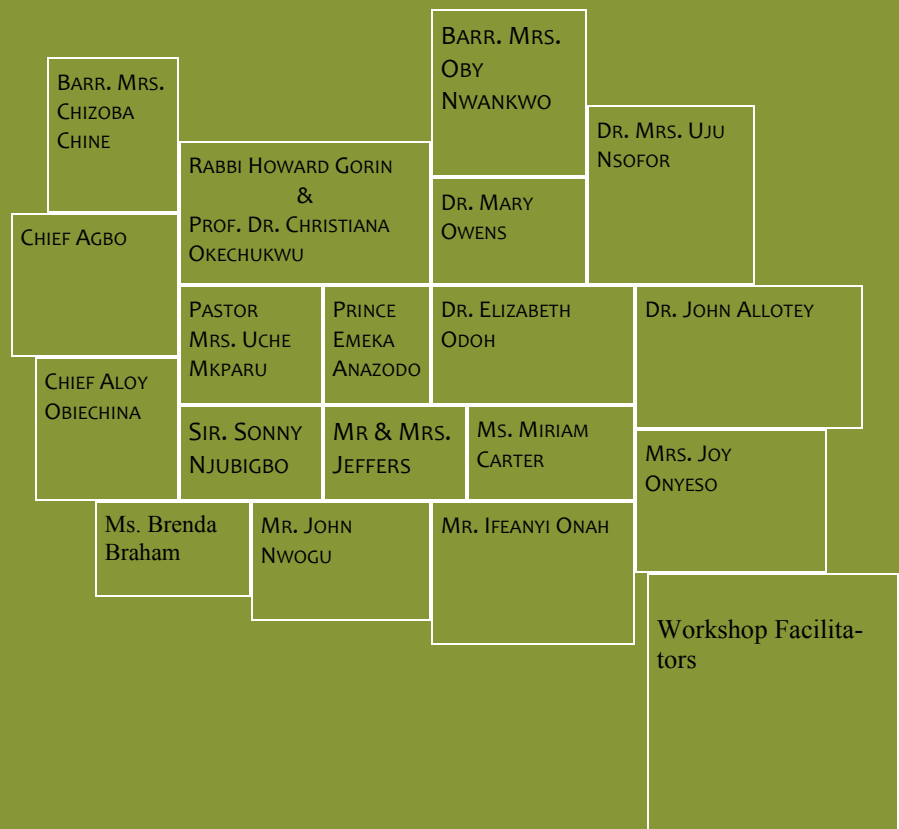 Barr. Mrs.
Oby
Nwankwo
Barr. Mrs.
Chizoba
Chine
Dr. Mrs. Uju
Nsofor
Rabbi Howard Gorin
&
Prof. Dr. Christiana
Okechukwu
Dr. Mary
Owens
Chief Agbo
Pastor
Mrs. Uche
Mkparu
Prince
Emeka
Anazodo
Dr. Elizabeth
Odoh
Dr. John Allotey
Chief Aloy
Obiechina
Sir. Sonny
Njubigbo
Mr & Mrs.
Jeffers
Ms. Miriam
Carter
Mrs. Joy
Onyeso
Ms. Brenda
Braham
Mr. John
Nwogu
Mr. Ifeanyi Onah
Workshop Facilita-
tors